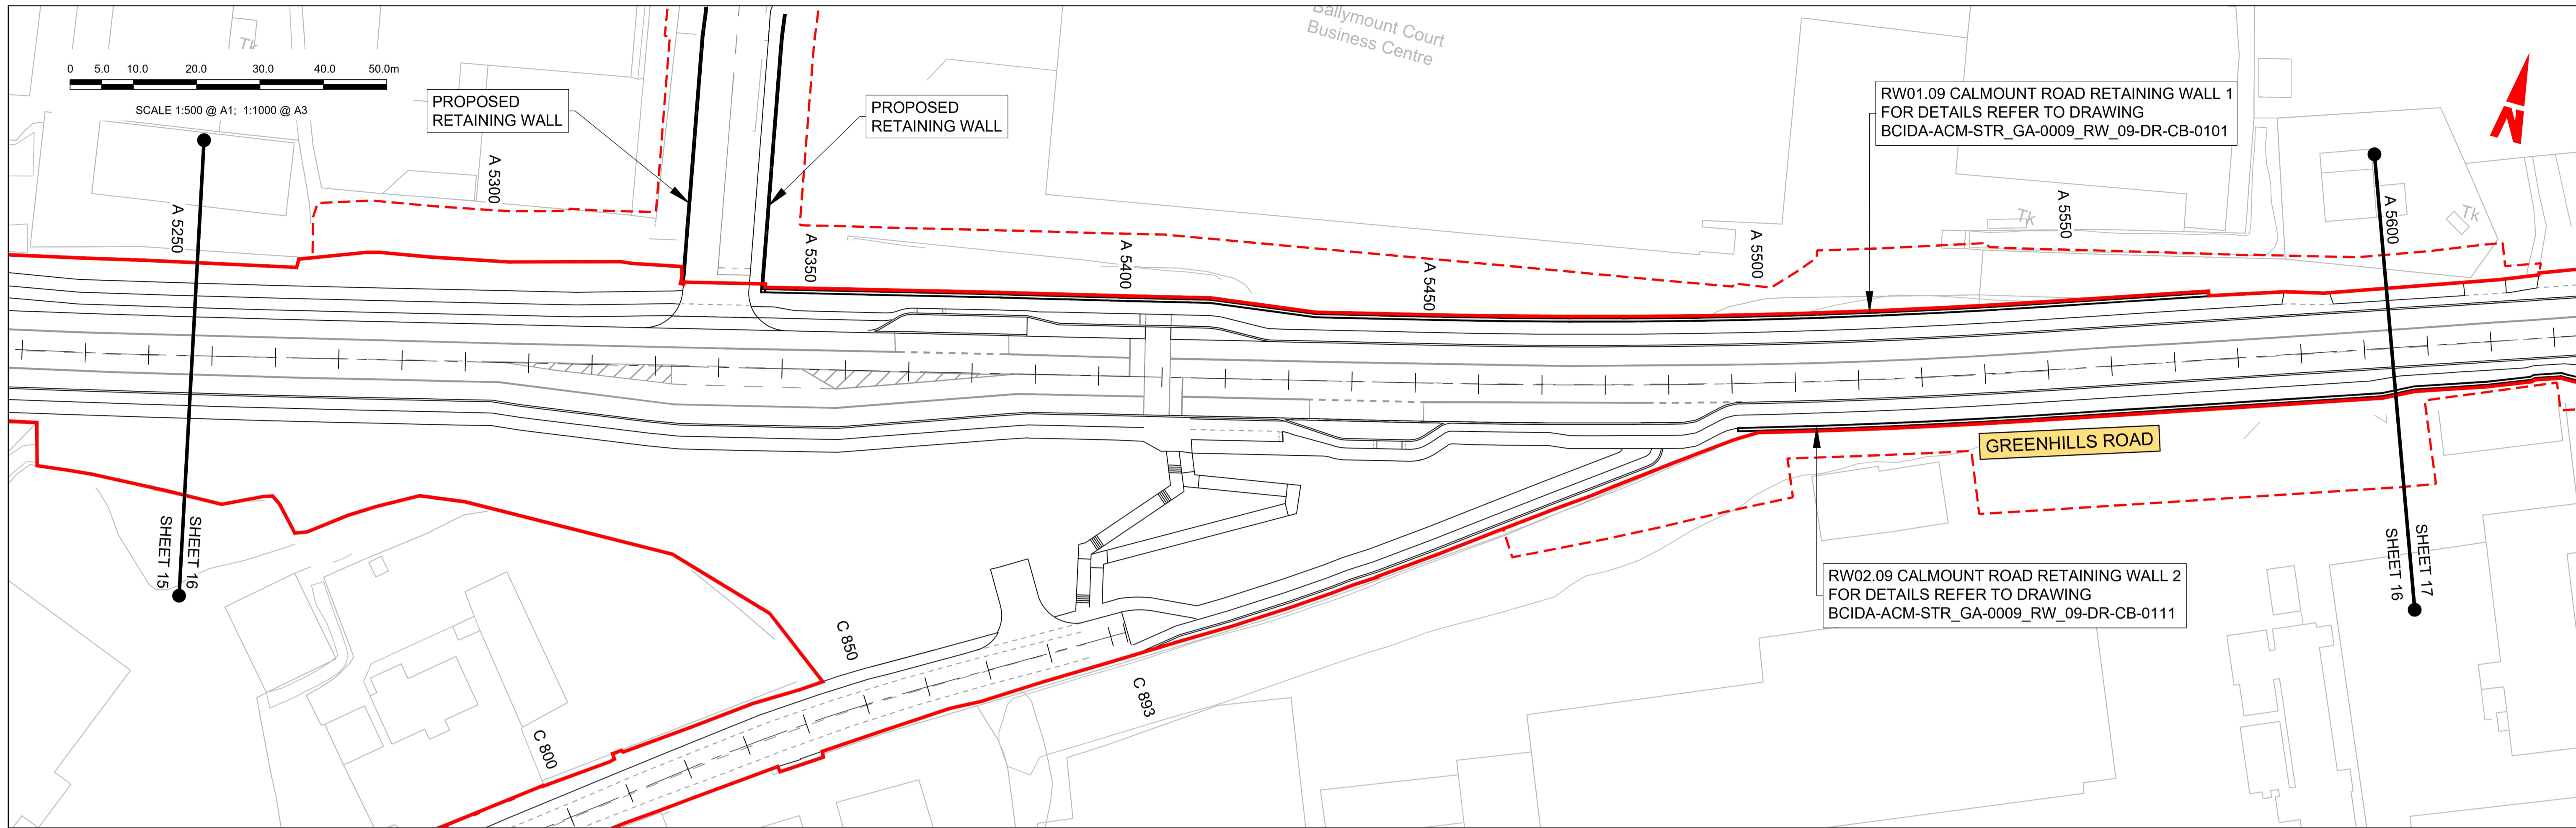 Ballymount Court
Business Centre
Tk
0 5.0 10.0 20.0 30.0 40.0 50.0m
SCALE 1:500 @ A1; 1:1000 @ A3
PROPOSED
RETAINING WALL
PROPOSED
RETAINING WALL
RW01.09 CALMOUNT ROAD RETAINING WALL 1
FOR DETAILS REFER TO DRAWING
BCIDA-ACM-STR_GA-0009_RW_09-DR-CB-0101
N
A 5250
A 5300
A 5350
A 5400
A 5450
A 5500
Tk
A 5550
A 5600
Tk
GREENHILLS ROAD
SHEET 15
SHEET 16
SHEET 16
SHEET 17
RW02.09 CALMOUNT ROAD RETAINING WALL 2
FOR DETAILS REFER TO DRAWING
BCIDA-ACM-STR_GA-0009_RW_09-DR-CB-0111
C 850
C 893
C 800